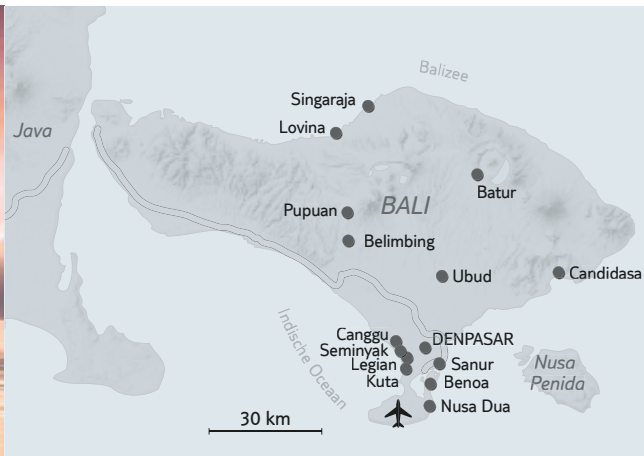 Balizee
Singaraja
Lovina
Java
Batur
BALI
Pupuan
Belimbing
Ubud
Candidasa
Indische Oceaan
Canggu
DENPASAR
Seminyak
Legian
Sanur
Kuta
Benoa
Nusa
Penida
Nusa Dua
30 km